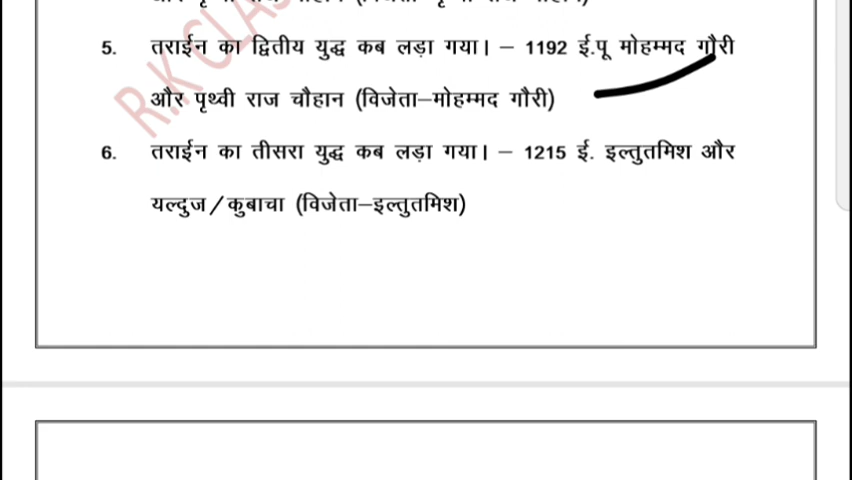 5. तराईन का द्वितीय युद्ध कब लड़ा गया। – 1192 ई.पू मोहम्मद गौरी
और पृथ्वी राज चौहान (विजेता–मोहम्मद गौरी)
6. तराईन का तीसरा युद्ध कब लड़ा गया। – 1215 ई. इल्तुतमिश और
यल्दुज/कुबाचा (विजेता–इल्तुतमिश)
R.K CLAS